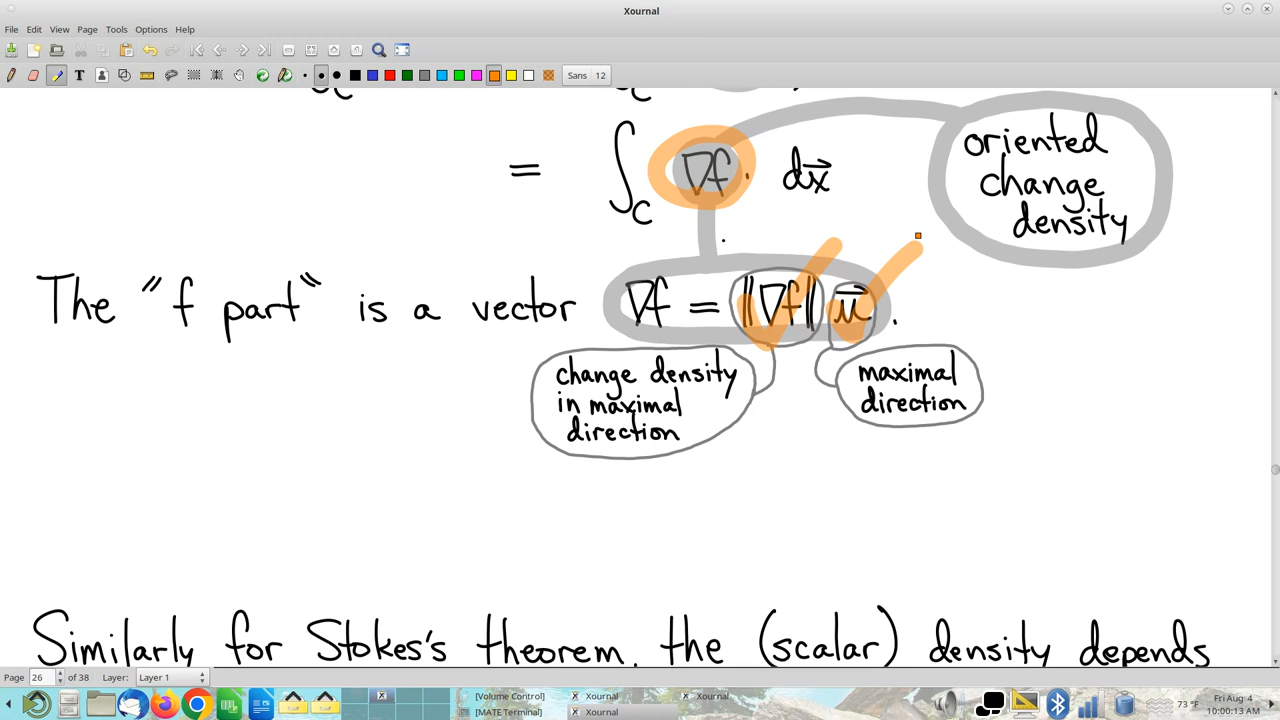 Xournal
File Edit View Page Tools Options Help
Sans 12
= ∫_C ∇f · dx⃗
oriented
change
density
The "f part" is a vector ∇f = ‖∇f‖ u⃗.
change density
in maximal
direction
maximal
direction
Similarly for Stokes's theorem, the (scalar) density depends
Page 26 of 38 Layer: Layer 1
[Volume Control] Xournal Xournal
[MATE Terminal] Xournal
73 °F
Fri Aug 4
10:00:13 AM